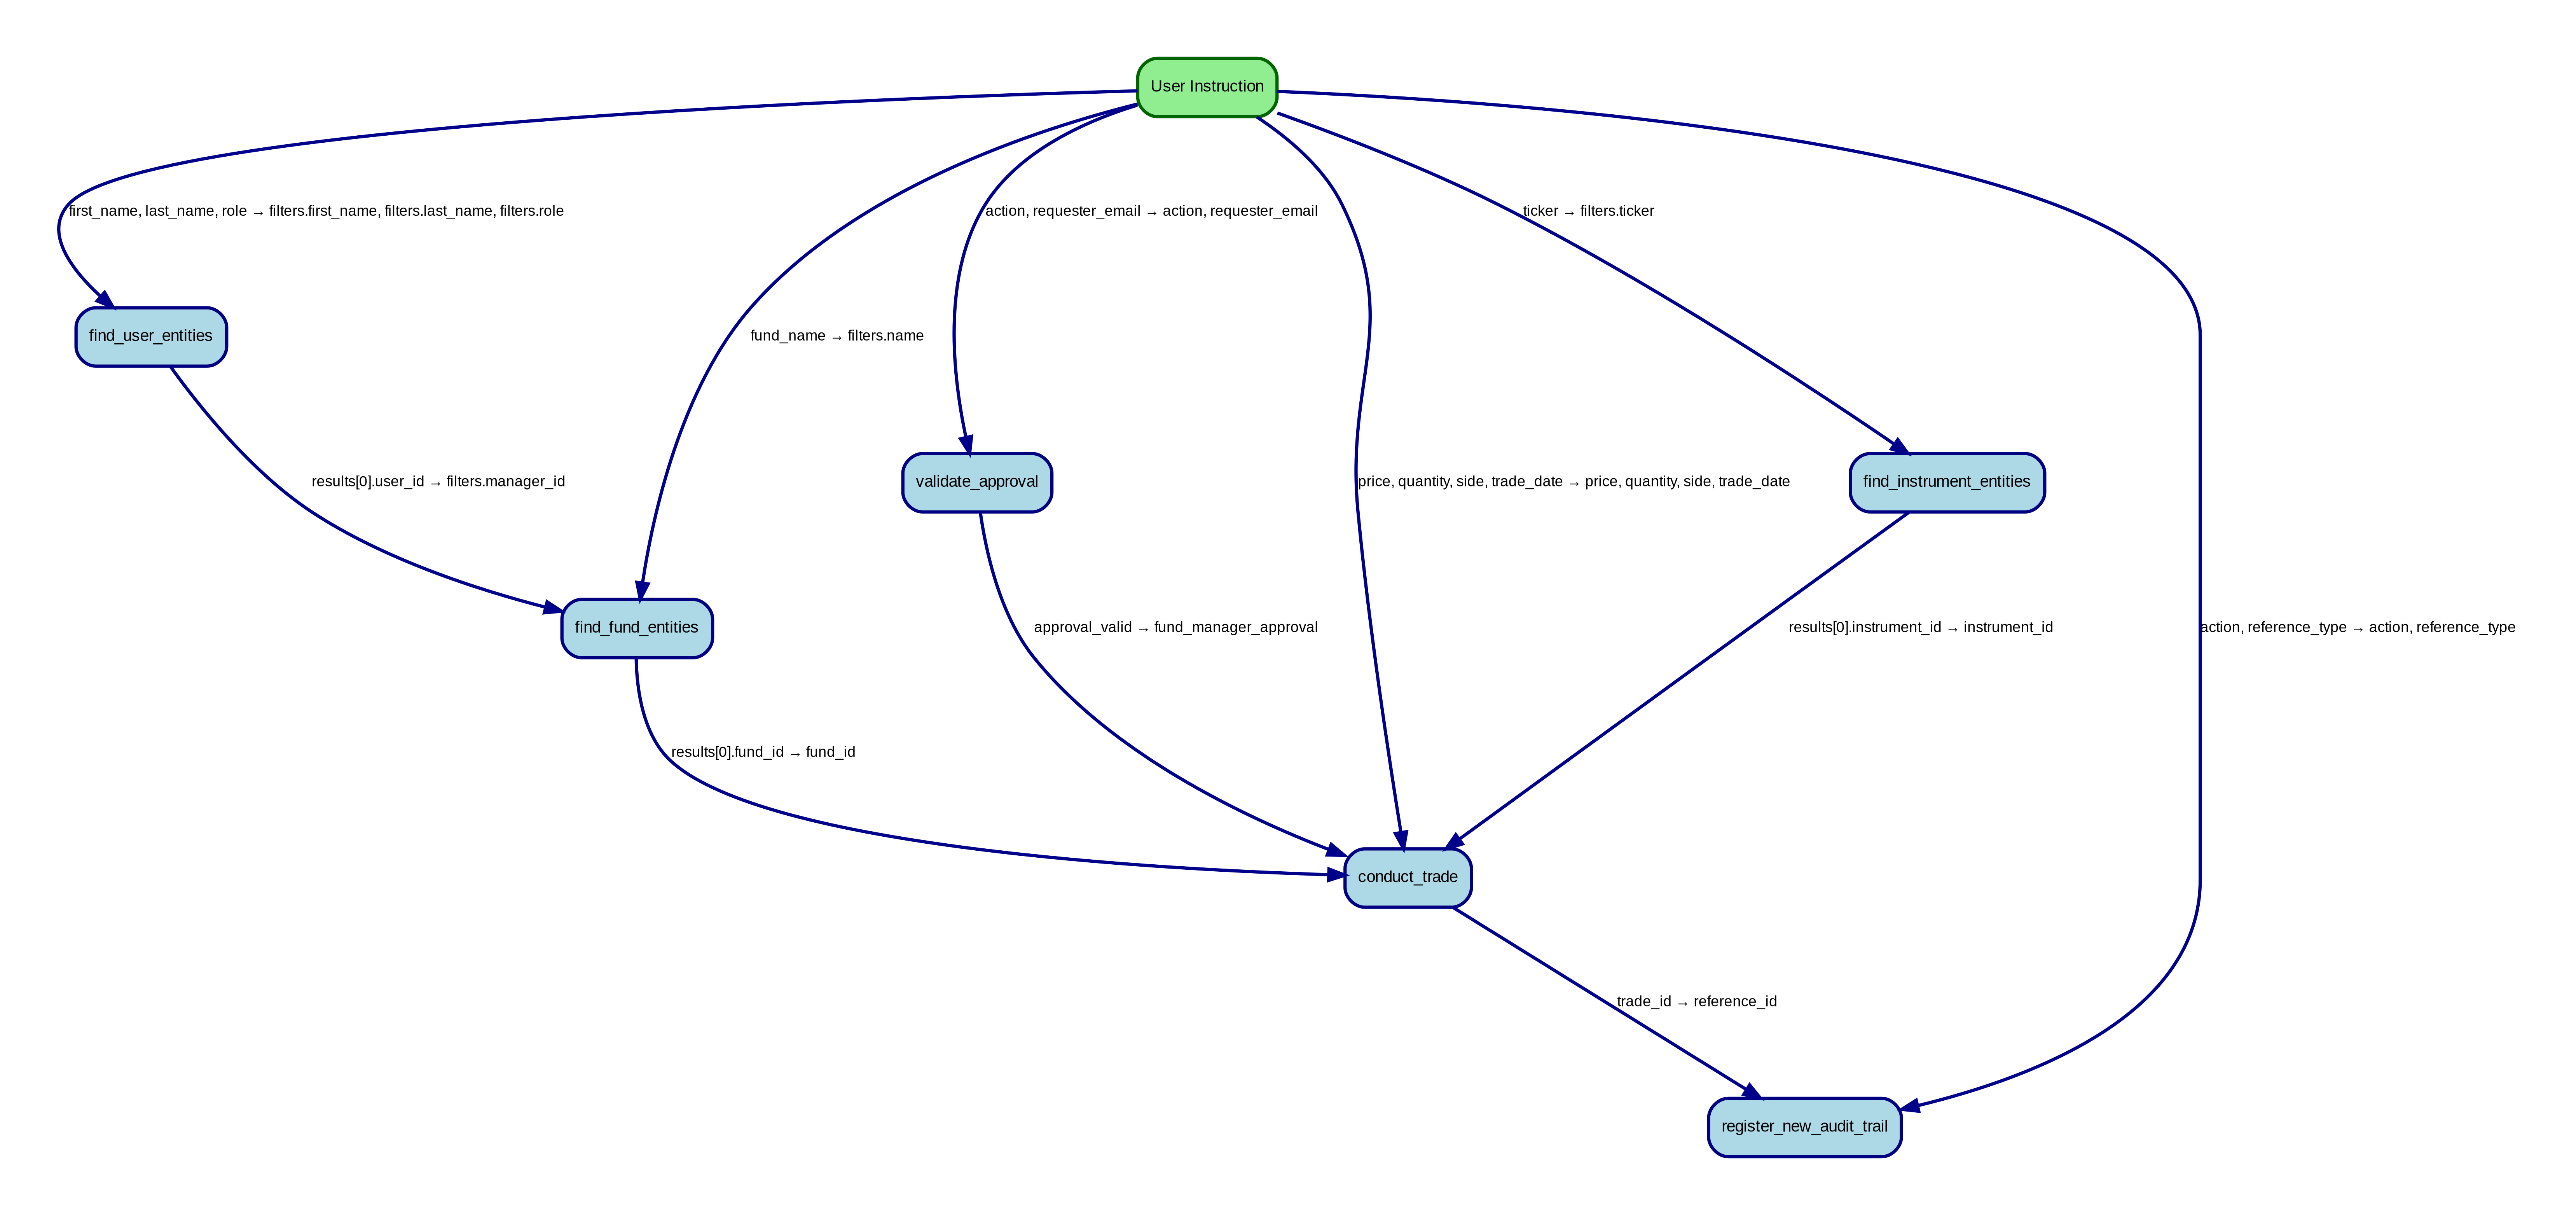 User Instruction
first_name, last_name, role → filters.first_name, filters.last_name, filters.role
action, requester_email → action, requester_email
ticker → filters.ticker
find_user_entities
fund_name → filters.name
results[0].user_id → filters.manager_id
validate_approval
price, quantity, side, trade_date → price, quantity, side, trade_date
find_instrument_entities
find_fund_entities
approval_valid → fund_manager_approval
results[0].instrument_id → instrument_id
action, reference_type → action, reference_type
results[0].fund_id → fund_id
conduct_trade
trade_id → reference_id
register_new_audit_trail